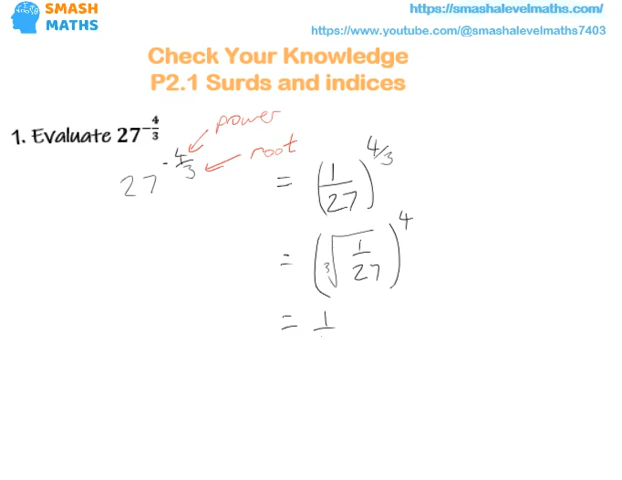 SMASH
MATHS
https://smashalevelmaths.com/
https://www.youtube.com/@smashalevelmaths7403
Check Your Knowledge
P2.1 Surds and indices
1. Evaluate 27^{-4/3}
power
root
27^{-4/3} = (1/27)^{4/3}
= (∛(1/27))^4
= 1/